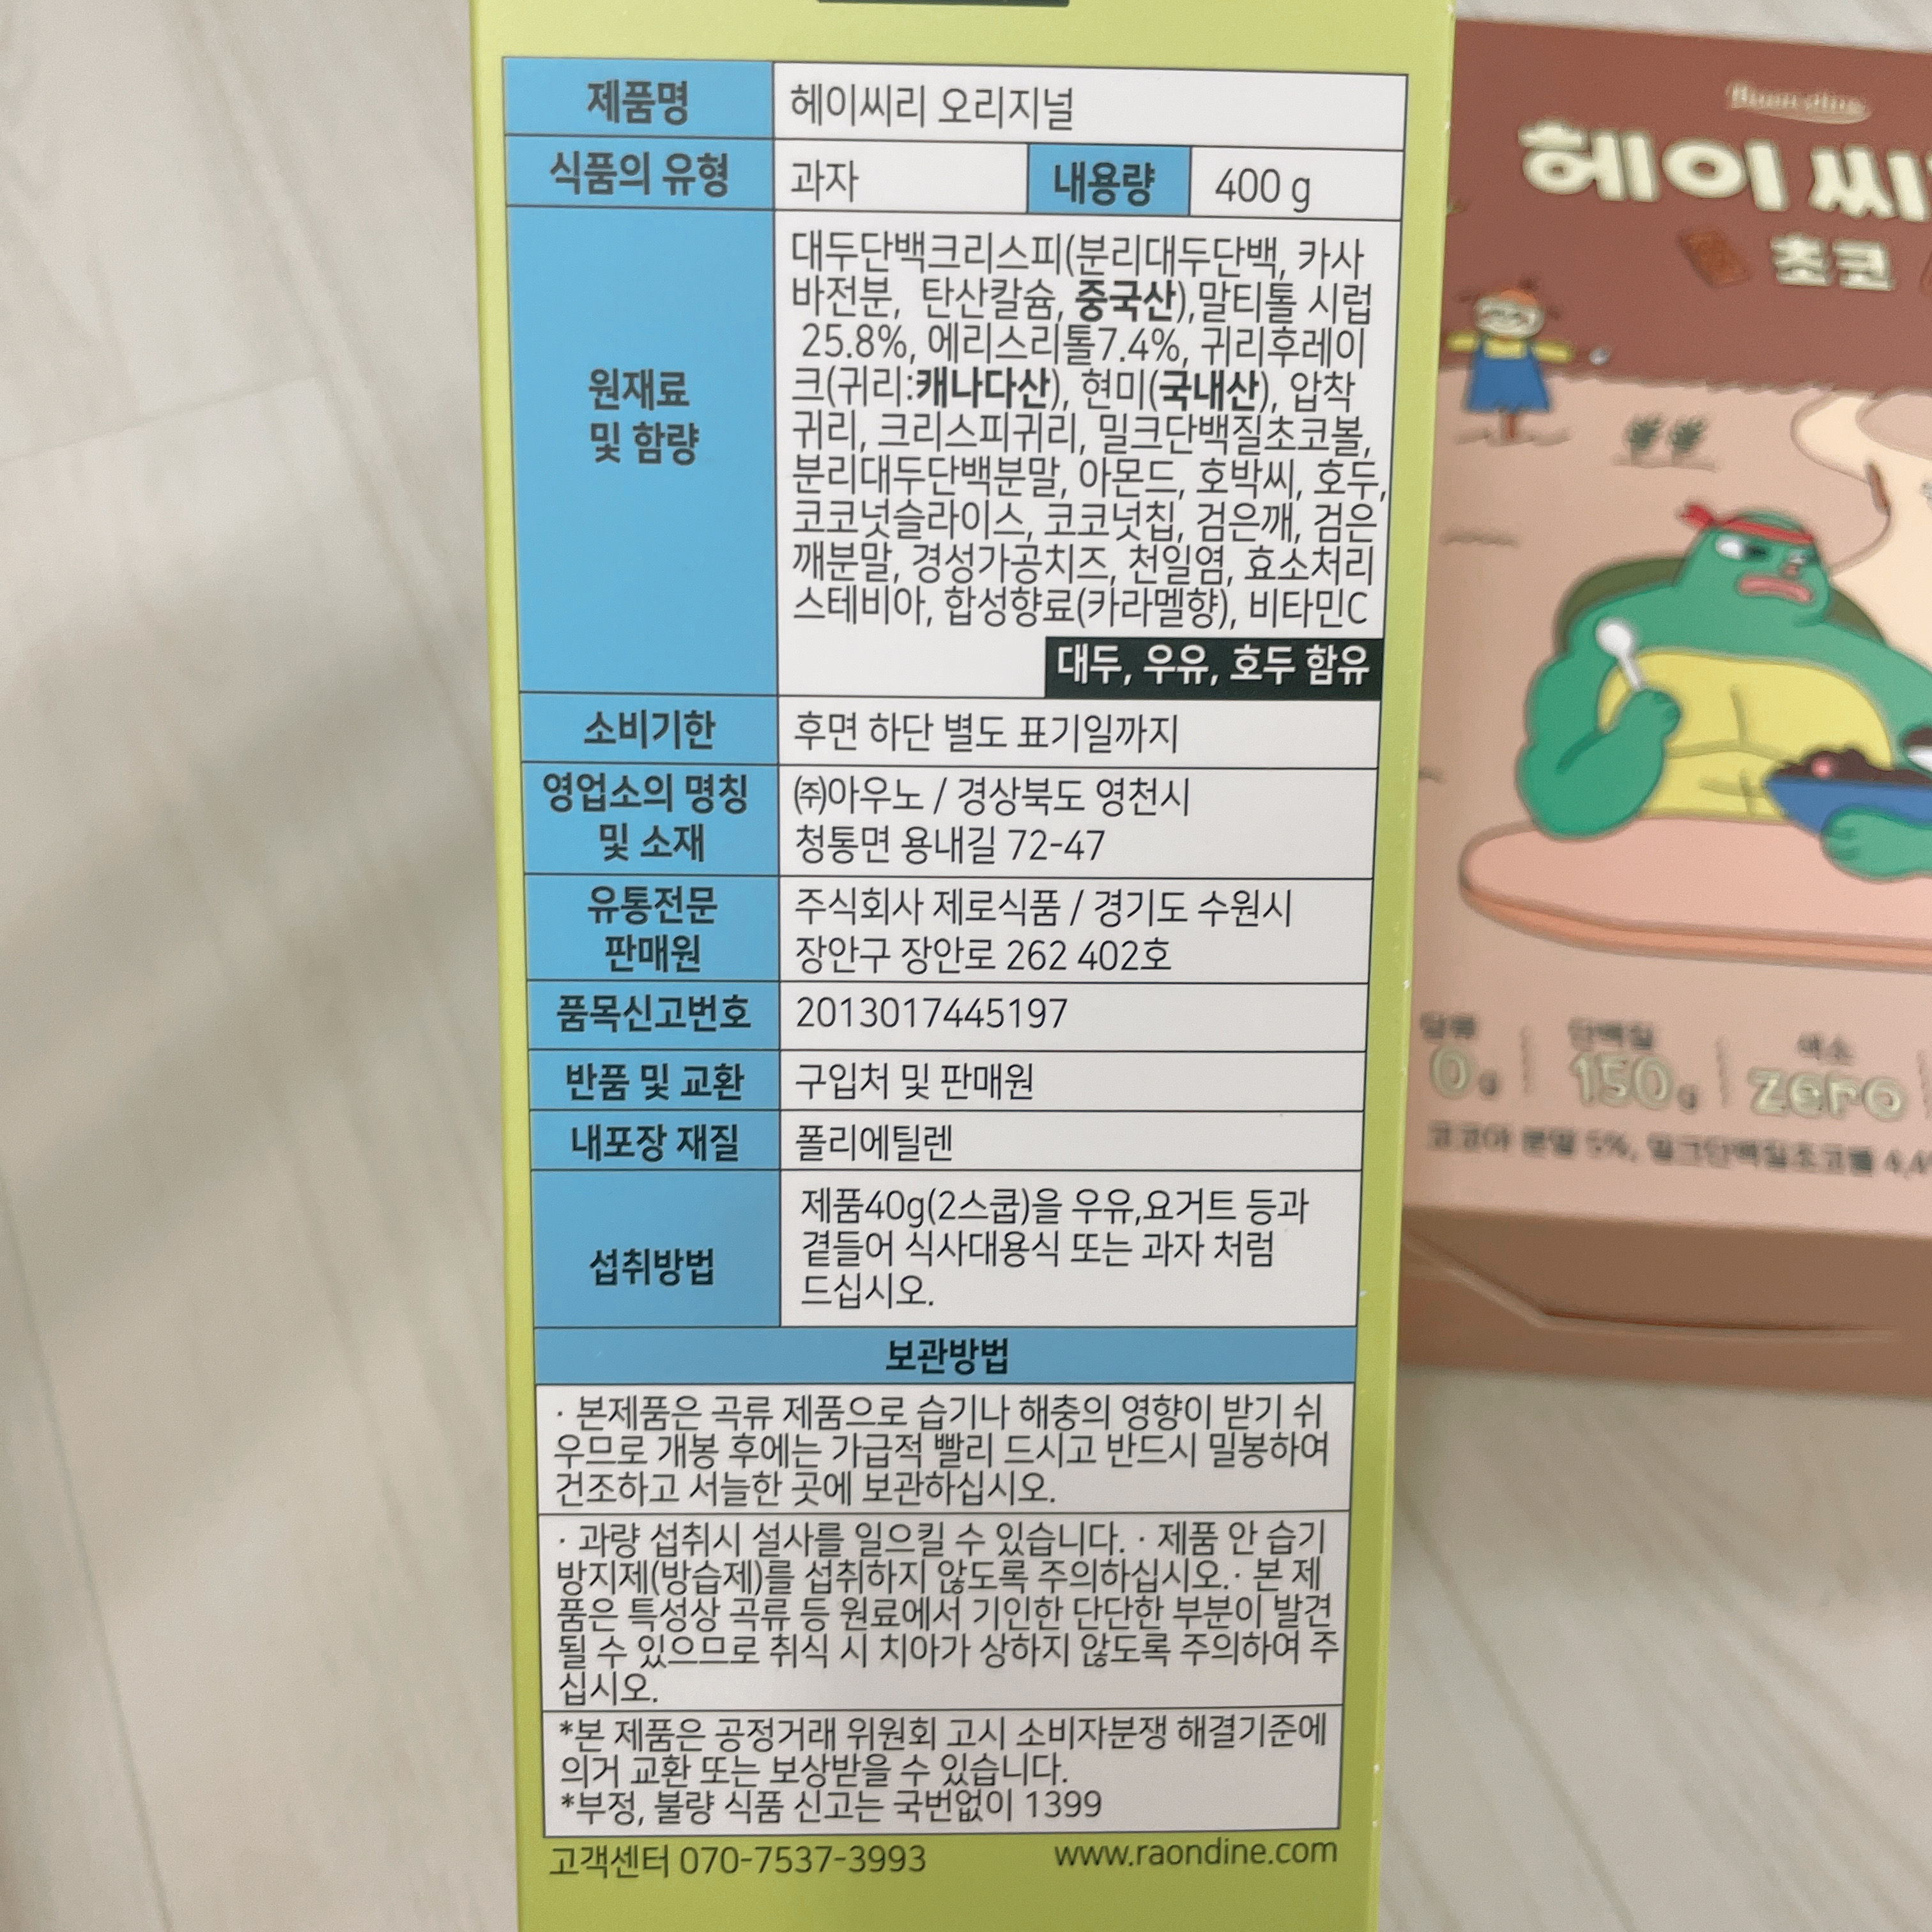 제품명 헤이씨리 오리지널
식품의 유형 과자 내용량 400 g
원재료
및 함량
대두단백크리스피(분리대두단백, 카사
바전분, 탄산칼슘, 중국산),말티톨 시럽
25.8%, 에리스리톨7.4%, 귀리후레이
크(귀리:캐나다산), 현미(국내산), 압착
귀리, 크리스피귀리, 밀크단백질초코볼,
분리대두단백분말, 아몬드, 호박씨, 호두,
코코넛슬라이스, 코코넛칩, 검은깨, 검은
깨분말, 경성가공치즈, 천일염, 효소처리
스테비아, 합성향료(카라멜향), 비타민C
대두, 우유, 호두 함유
소비기한 후면 하단 별도 표기일까지
영업소의 명칭
및 소재
㈜아우노 / 경상북도 영천시
청통면 용내길 72-47
유통전문
판매원
주식회사 제로식품 / 경기도 수원시
장안구 장안로 262 402호
품목신고번호 2013017445197
반품 및 교환 구입처 및 판매원
내포장 재질 폴리에틸렌
섭취방법
제품40g(2스쿱)을 우유,요거트 등과
곁들어 식사대용식 또는 과자 처럼
드십시오.
보관방법
· 본제품은 곡류 제품으로 습기나 해충의 영향이 받기 쉬
우므로 개봉 후에는 가급적 빨리 드시고 반드시 밀봉하여
건조하고 서늘한 곳에 보관하십시오.
· 과량 섭취시 설사를 일으킬 수 있습니다. · 제품 안 습기
방지제(방습제)를 섭취하지 않도록 주의하십시오.· 본 제
품은 특성상 곡류 등 원료에서 기인한 단단한 부분이 발견
될 수 있으므로 취식 시 치아가 상하지 않도록 주의하여 주
십시오.
*본 제품은 공정거래 위원회 고시 소비자분쟁 해결기준에
의거 교환 또는 보상받을 수 있습니다.
*부정, 불량 식품 신고는 국번없이 1399
고객센터 070-7537-3993 www.raondine.com
헤이 씨
초코
당류 단백질 색소
0g 150g zero
코코아 분말 5%, 밀크단백질초코볼 4.4